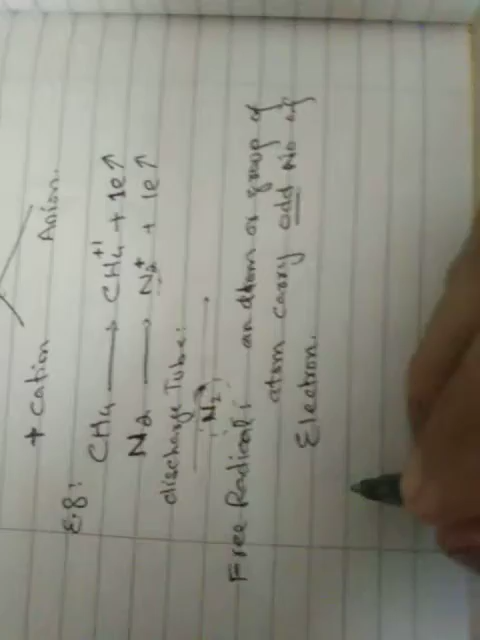 + Cation Anion.
E.g:
CH4 → CH4+1 + 1e↑
N2 → N2+ + 1e↑
discharge Tube:
N2
Free Radical: an atom or group of
atom carry odd No of
Electron.